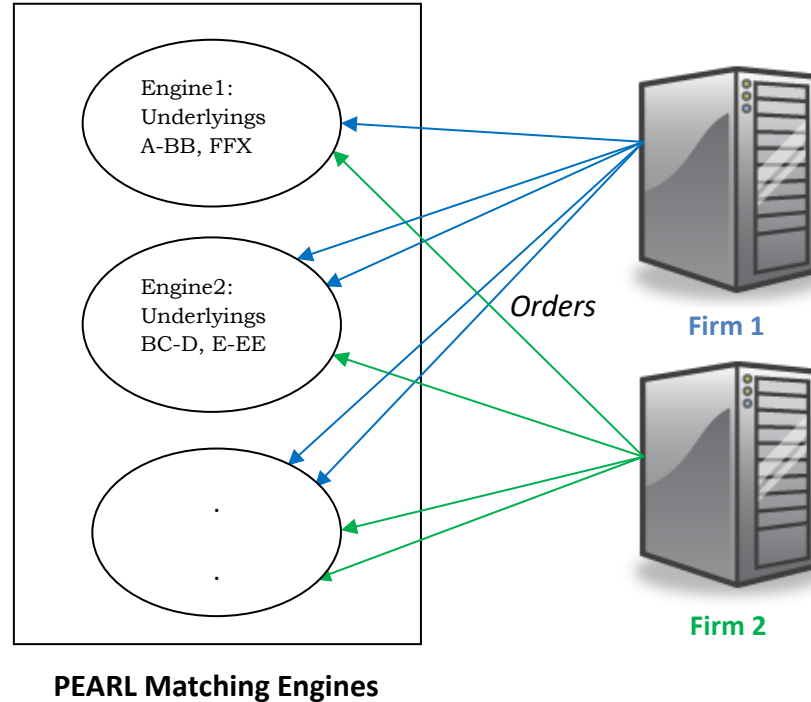 Engine1:
Underlyings
A-BB, FFX
Engine2:
Underlyings
BC-D, E-EE
.
.
Orders
Firm 1
Firm 2
PEARL Matching Engines